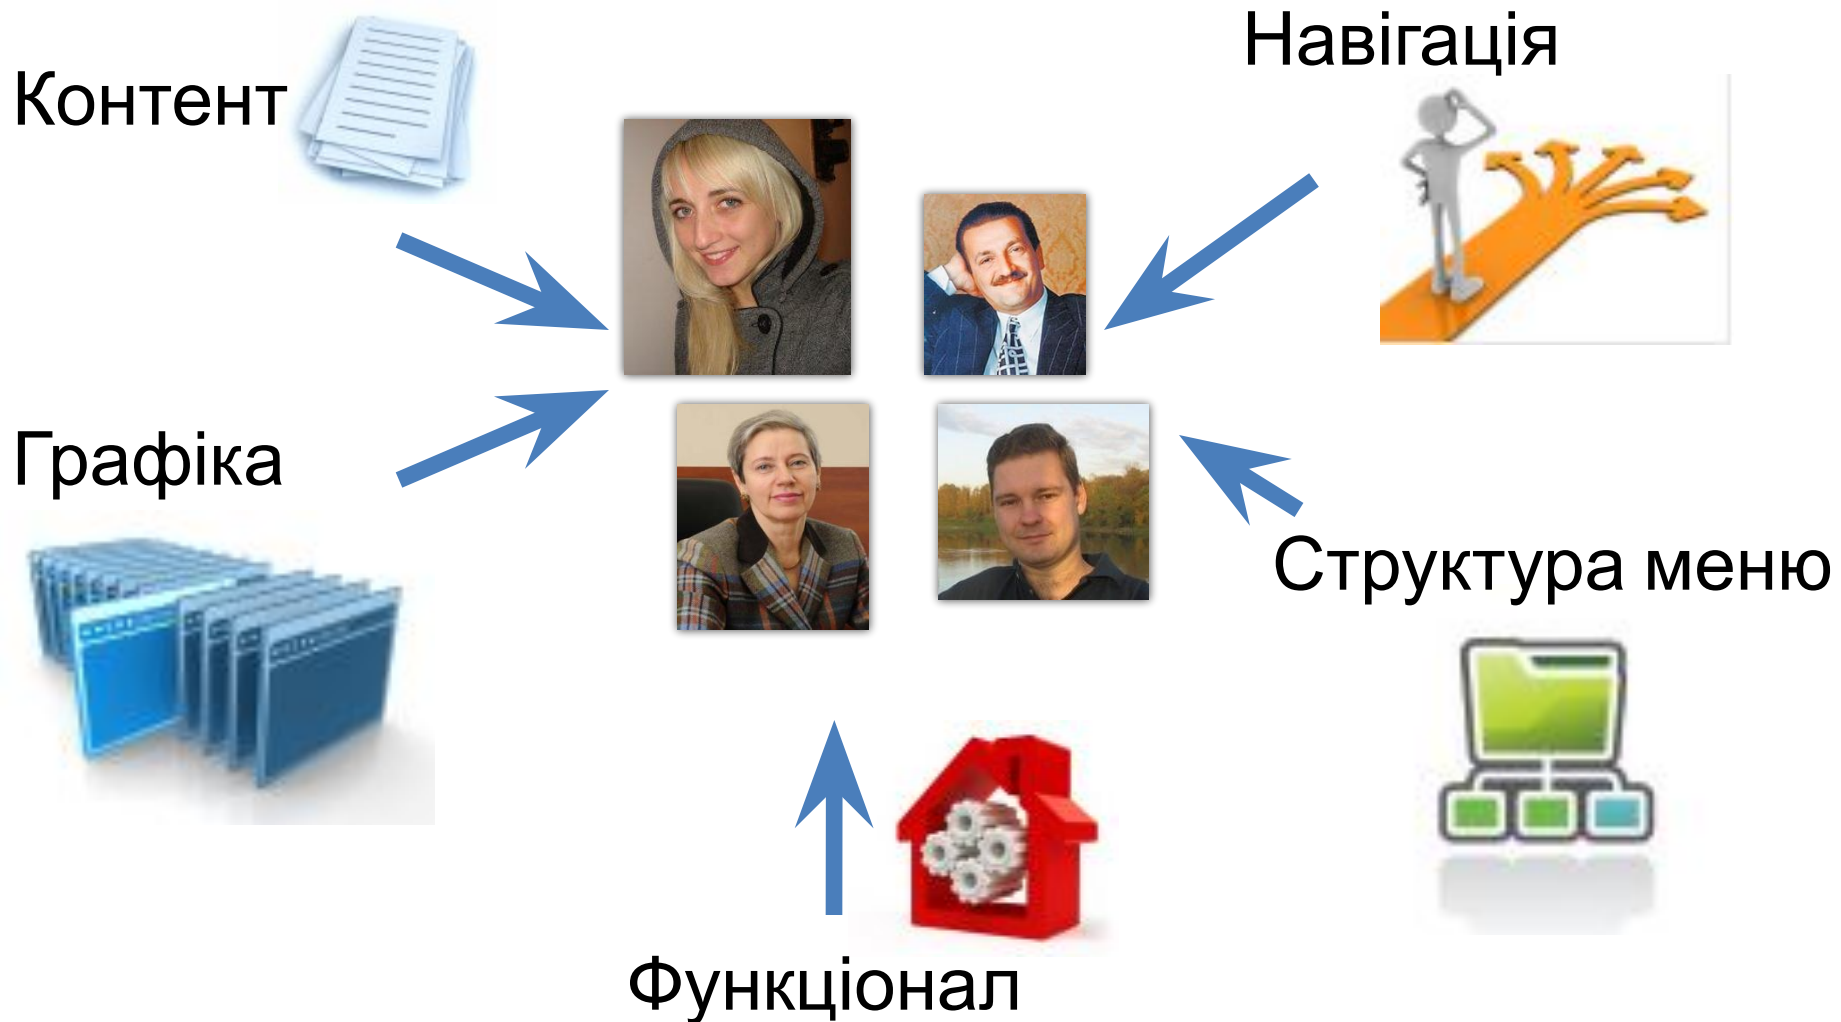 Навігація
Контент
Графіка
Структура меню
Функціонал